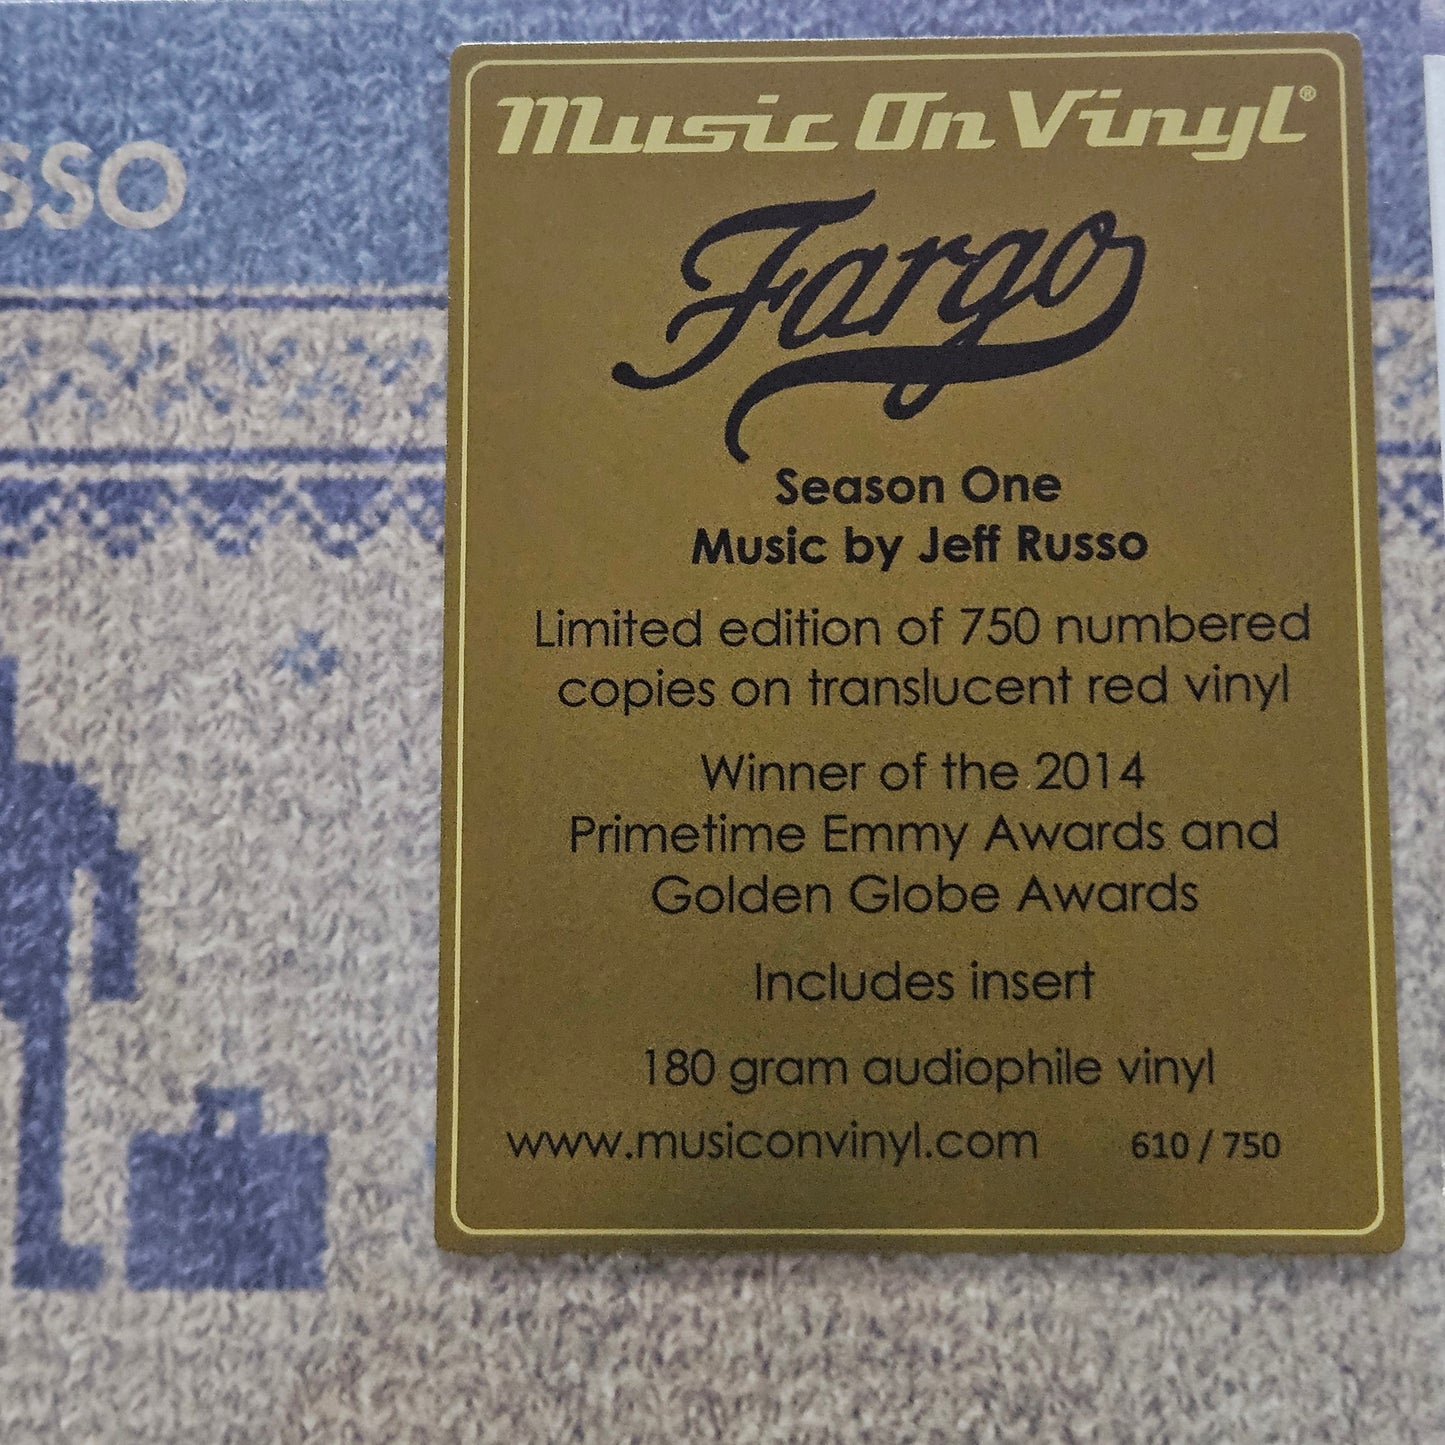 USSO
Music On Vinyl®
Fargo
Season One
Music by Jeff Russo
Limited edition of 750 numbered
copies on translucent red vinyl
Winner of the 2014
Primetime Emmy Awards and
Golden Globe Awards
Includes insert
180 gram audiophile vinyl
www.musiconvinyl.com 610 / 750